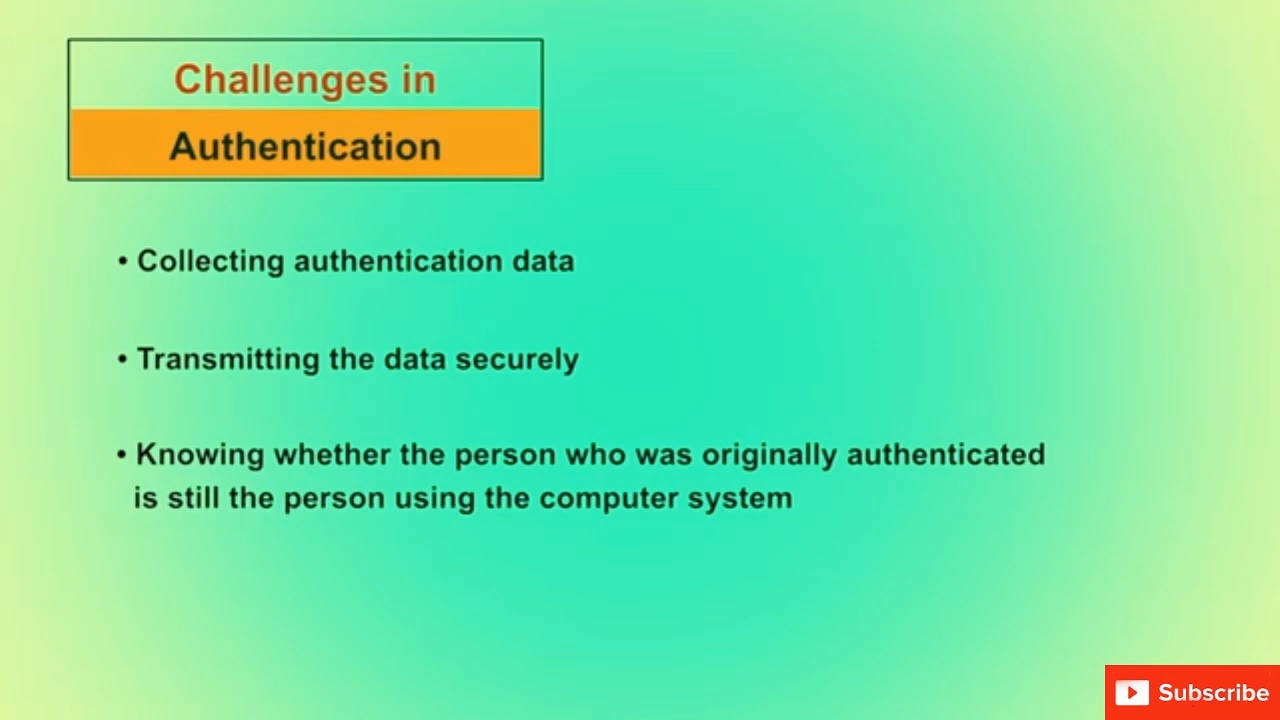 Challenges in
Authentication
• Collecting authentication data
• Transmitting the data securely
• Knowing whether the person who was originally authenticated
is still the person using the computer system
Subscribe